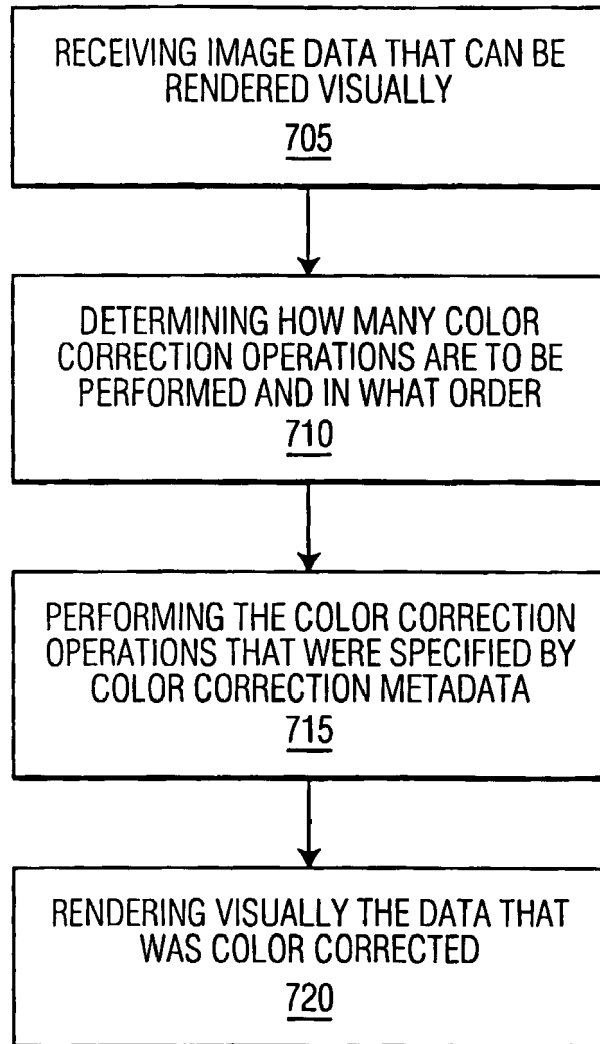 RECEIVING IMAGE DATA THAT CAN BE
RENDERED VISUALLY
705
DETERMINING HOW MANY COLOR
CORRECTION OPERATIONS ARE TO BE
PERFORMED AND IN WHAT ORDER
710
PERFORMING THE COLOR CORRECTION
OPERATIONS THAT WERE SPECIFIED BY
COLOR CORRECTION METADATA
715
RENDERING VISUALLY THE DATA THAT
WAS COLOR CORRECTED
720